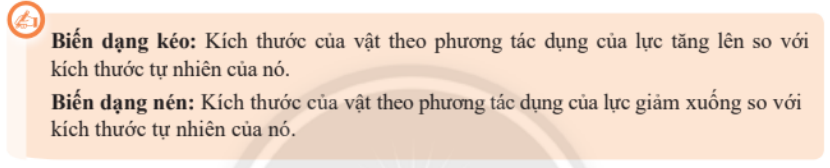 Biến dạng kéo: Kích thước của vật theo phương tác dụng của lực tăng lên so với
kích thước tự nhiên của nó.
Biến dạng nén: Kích thước của vật theo phương tác dụng của lực giảm xuống so với
kích thước tự nhiên của nó.